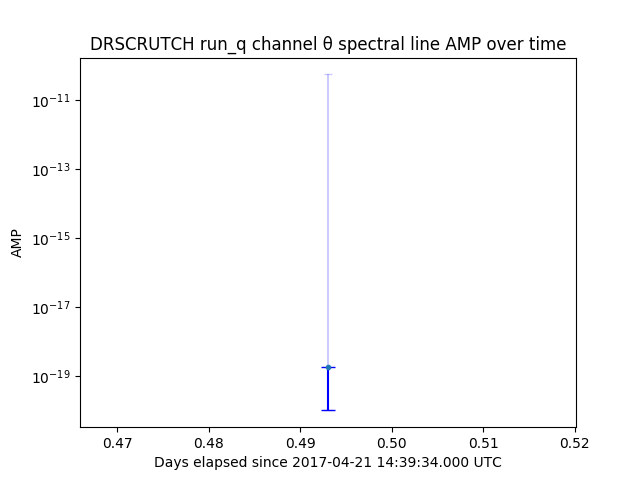 DRSCRUTCH run_q channel θ spectral line AMP over time
AMP
10⁻¹¹
10⁻¹³
10⁻¹⁵
10⁻¹⁷
10⁻¹⁹
0.47 0.48 0.49 0.50 0.51 0.52
Days elapsed since 2017-04-21 14:39:34.000 UTC